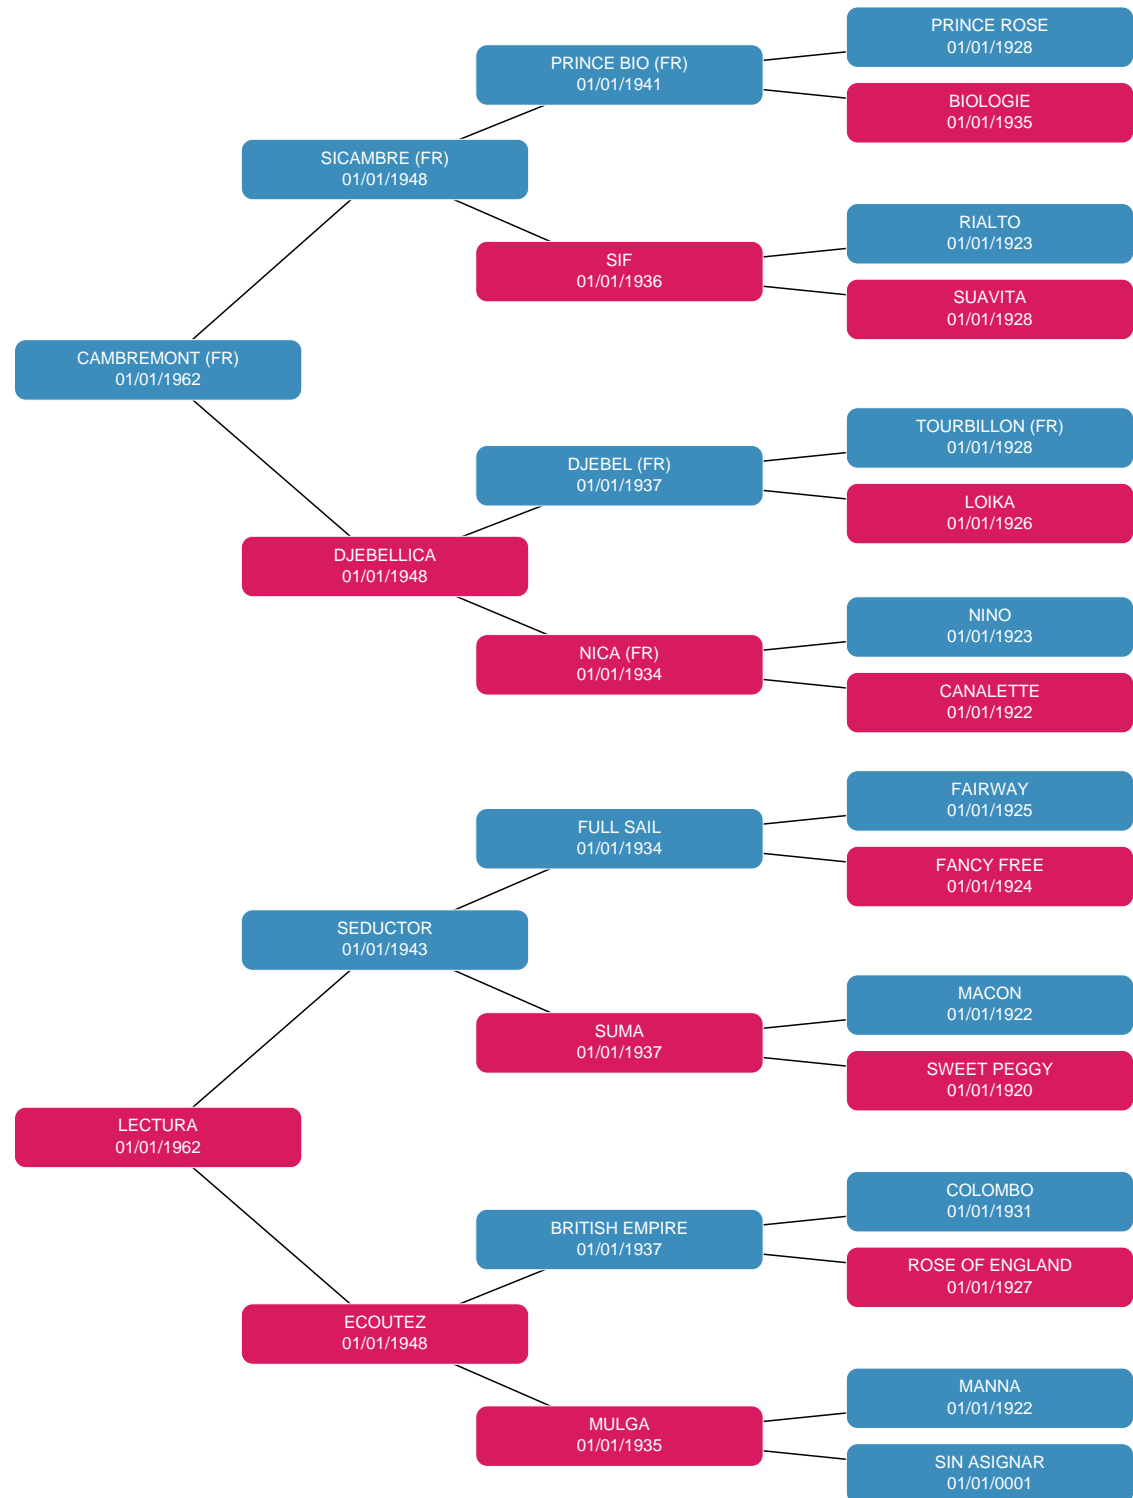 PRINCE ROSE
01/01/1928
PRINCE BIO (FR)
01/01/1941
BIOLOGIE
01/01/1935
SICAMBRE (FR)
01/01/1948
RIALTO
01/01/1923
SIF
01/01/1936
SUAVITA
01/01/1928
CAMBREMONT (FR)
01/01/1962
TOURBILLON (FR)
01/01/1928
DJEBEL (FR)
01/01/1937
LOIKA
01/01/1926
DJEBELLICA
01/01/1948
NINO
01/01/1923
NICA (FR)
01/01/1934
CANALETTE
01/01/1922
FAIRWAY
01/01/1925
FULL SAIL
01/01/1934
FANCY FREE
01/01/1924
SEDUCTOR
01/01/1943
MACON
01/01/1922
SUMA
01/01/1937
SWEET PEGGY
01/01/1920
LECTURA
01/01/1962
COLOMBO
01/01/1931
BRITISH EMPIRE
01/01/1937
ROSE OF ENGLAND
01/01/1927
ECOUTEZ
01/01/1948
MANNA
01/01/1922
MULGA
01/01/1935
SIN ASIGNAR
01/01/0001